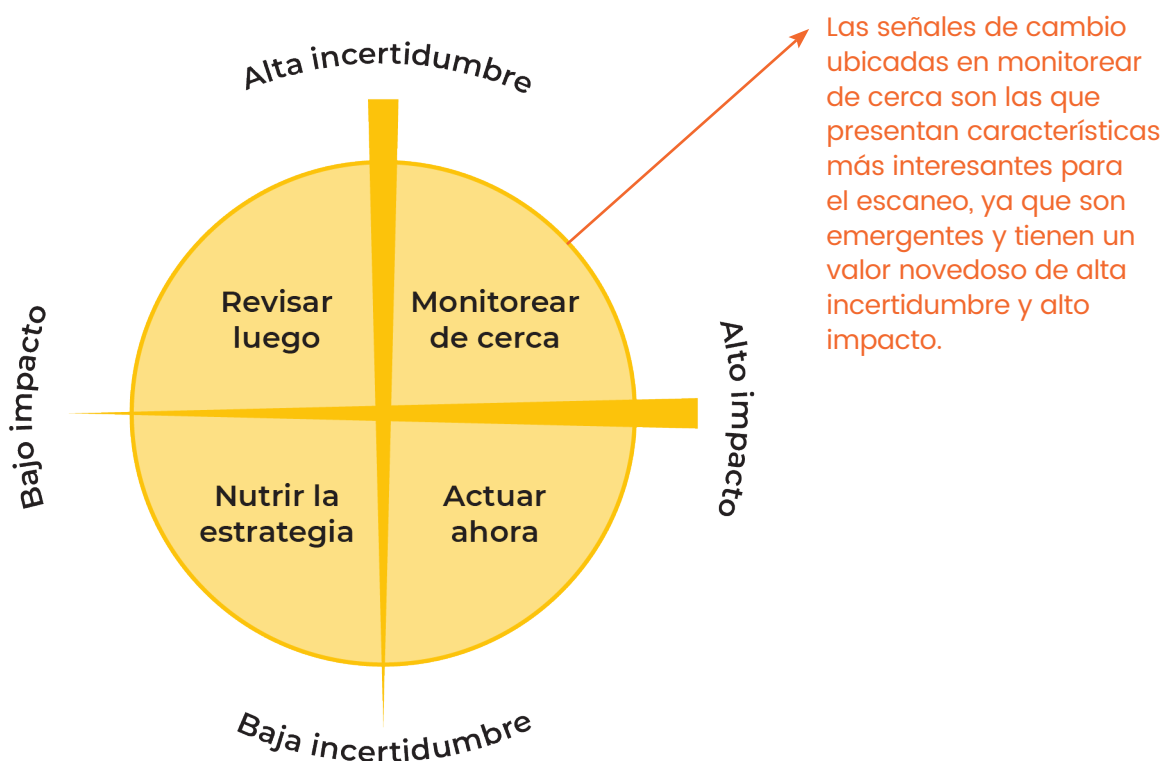 Alta incertidumbre
Las señales de cambio
ubicadas en monitorear
de cerca son las que
presentan características
más interesantes para
el escaneo, ya que son
emergentes y tienen un
valor novedoso de alta
incertidumbre y alto
impacto.
Revisar
luego
Monitorear
de cerca
Bajo impacto
Alto impacto
Nutrir la
estrategia
Actuar
ahora
Baja incertidumbre